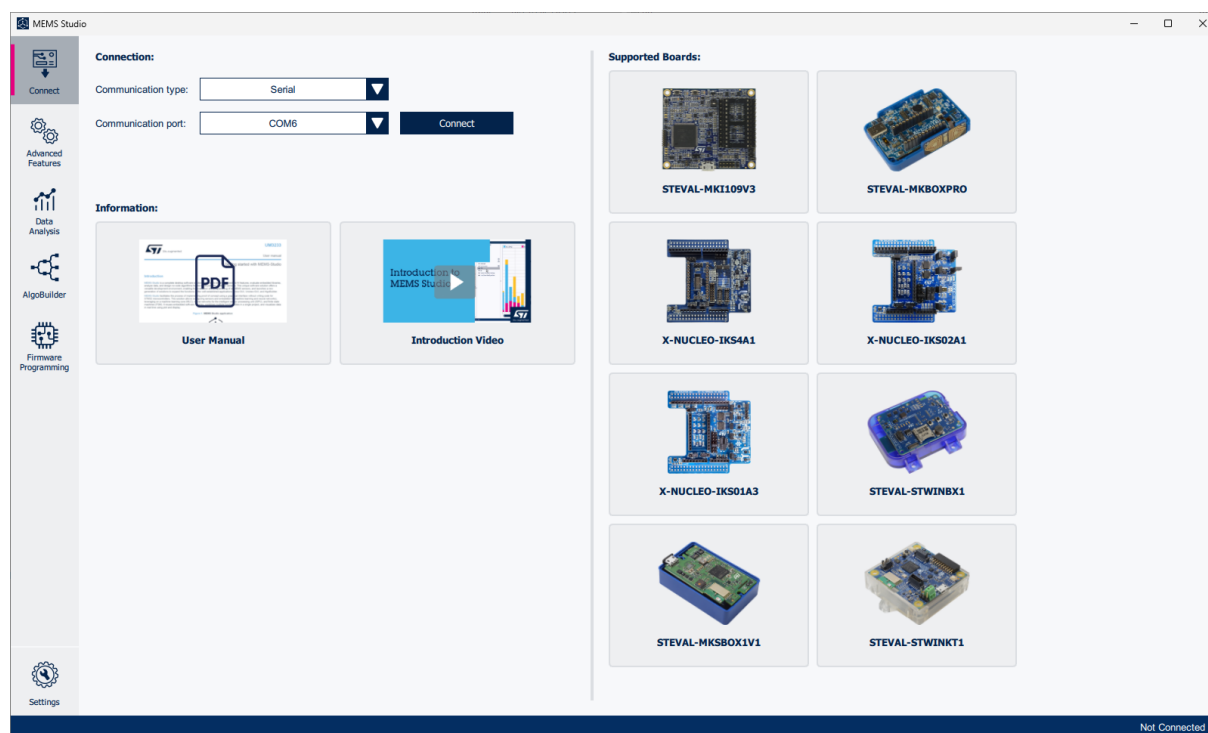 MEMS Studio
Connect
Advanced
Features
Data
Analysis
AlgoBuilder
Firmware
Programming
Settings
Connection:
Communication type:
Serial
Communication port:
COM6
Connect
Information:
PDF
User Manual
Introduction to
MEMS Studio
Introduction Video
Supported Boards:
STEVAL-MKI109V3
STEVAL-MKBOXPRO
X-NUCLEO-IKS4A1
X-NUCLEO-IKS02A1
X-NUCLEO-IKS01A3
STEVAL-STWINBX1
STEVAL-MKSBOX1V1
STEVAL-STWINKT1
Not Connected